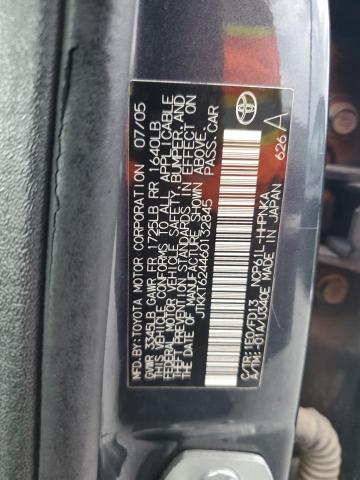 MFD.BY:TOYOTA MOTOR CORPORATION 07/05
GVWR 3345LB GAWR FR 1725LB RR 1640LB
THIS VEHICLE CONFORMS TO ALL APPLICABLE
FEDERAL MOTOR VEHICLE SAFETY, BUMPER, AND
THEFT PREVENTION STANDARDS IN EFFECT ON
THE DATE OF MANUFACTURE SHOWN ABOVE.
JTKKT624460132845 PASS.CAR
C/TR:1E0/FD13 NCP61L-HHPNKA
A/TM:-01A/U340E MADE IN JAPAN
626 A